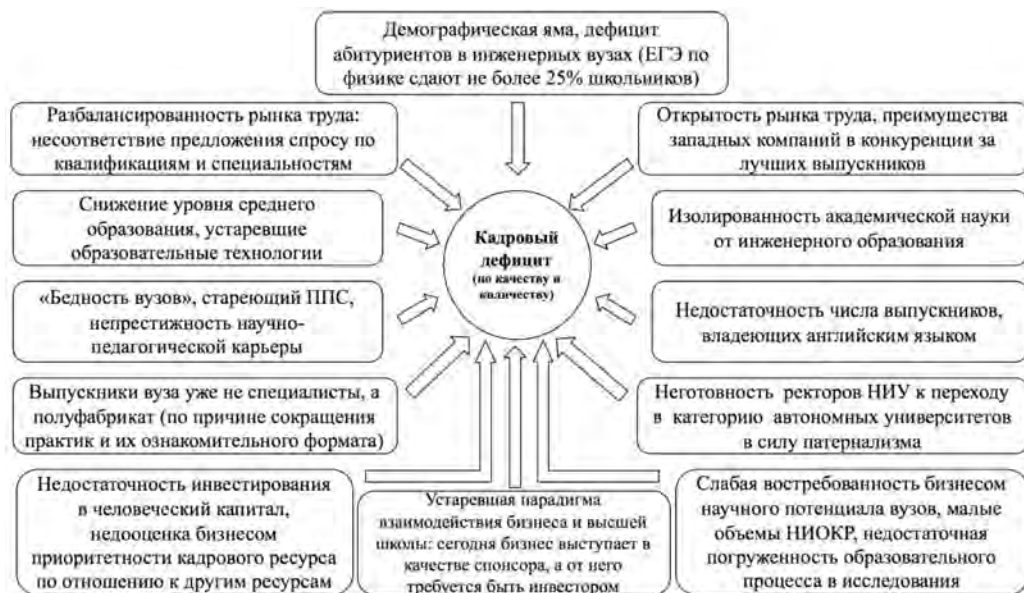 Демографическая яма, дефицит
абитуриентов в инженерных вузах (ЕГЭ по
физике сдают не более 25% школьников)
Разбалансированность рынка труда:
несоответствие предложения спросу по
квалификациям и специальностям
Открытость рынка труда, преимущества
западных компаний в конкуренции за
лучших выпускников
Снижение уровня среднего
образования, устаревшие
образовательные технологии
Кадровый
дефицит
(по качеству и
количеству)
Изолированность академической науки
от инженерного образования
«Бедность вузов», стареющий ППС,
непрестижность научно-
педагогической карьеры
Недостаточность числа выпускников,
владеющих английским языком
Выпускники вуза уже не специалисты, а
полуфабрикат (по причине сокращения
практик и их ознакомительного формата)
Неготовность ректоров НИУ к переходу
в категорию автономных университетов
в силу патернализма
Недостаточность инвестирования
в человеческий капитал,
недооценка бизнесом
приоритетности кадрового ресурса
по отношению к другим ресурсам
Устаревшая парадигма
взаимодействия бизнеса и высшей
школы: сегодня бизнес выступает в
качестве спонсора, а от него
требуется быть инвестором
Слабая востребованность бизнесом
научного потенциала вузов, малые
объемы НИОКР, недостаточная
погруженность образовательного
процесса в исследования